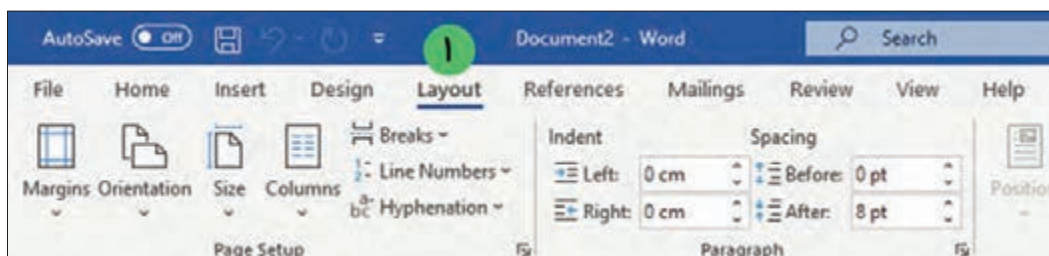 AutoSave Off Document2 - Word Search
۱
File Home Insert Design Layout References Mailings Review View Help
Margins Orientation Size Columns
Breaks
Line Numbers
Hyphenation
Page Setup
Indent Spacing
Left: 0 cm Before: 0 pt
Right: 0 cm After: 8 pt
Paragraph
Positio